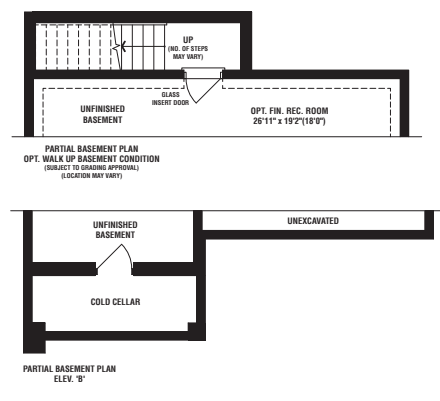 UP
(NO. OF STEPS
MAY VARY)
GLASS
INSERT DOOR
UNFINISHED
BASEMENT
OPT. FIN. REC. ROOM
26'11" x 19'2"(18'0")
PARTIAL BASEMENT PLAN
OPT. WALK UP BASEMENT CONDITION
(SUBJECT TO GRADING APPROVAL)
(LOCATION MAY VARY)
UNFINISHED
BASEMENT
UNEXCAVATED
COLD CELLAR
PARTIAL BASEMENT PLAN
ELEV. 'B'